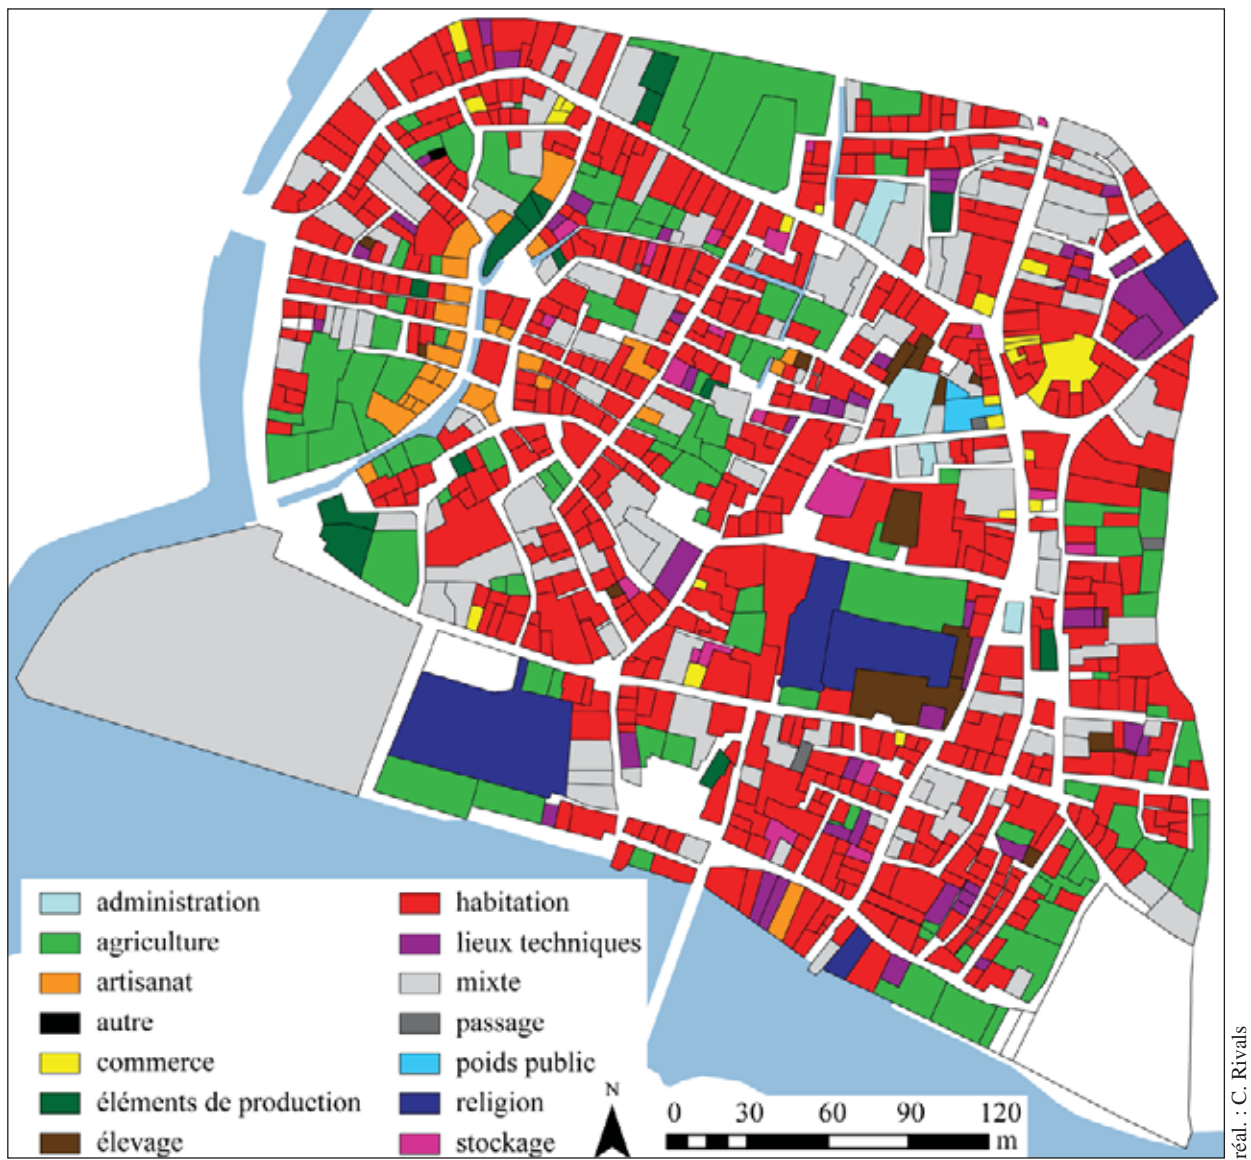 administration
agriculture
artisanat
autre
commerce
éléments de production
élevage
habitation
lieux techniques
mixte
passage
poids public
religion
stockage
N
0 30 60 90 120
m
réal. : C. Rivals